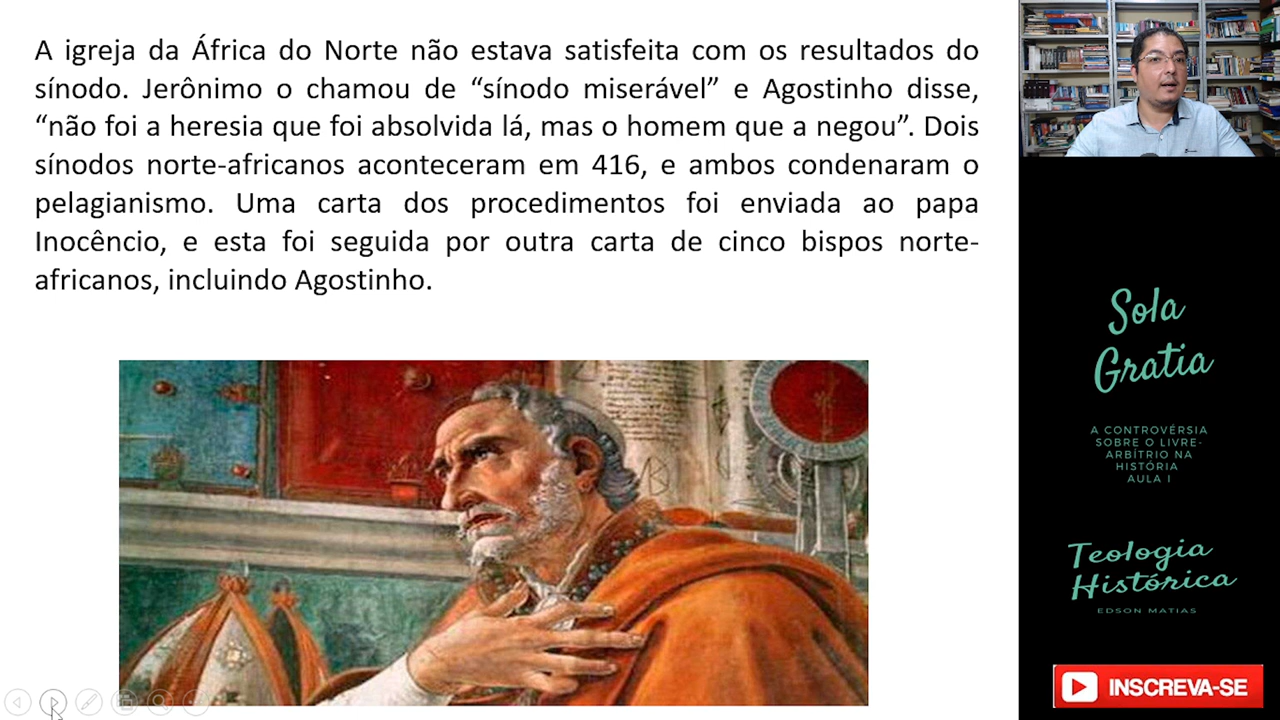 A igreja da África do Norte não estava satisfeita com os resultados do
sínodo. Jerônimo o chamou de “sínodo miserável” e Agostinho disse,
“não foi a heresia que foi absolvida lá, mas o homem que a negou”. Dois
sínodos norte-africanos aconteceram em 416, e ambos condenaram o
pelagianismo. Uma carta dos procedimentos foi enviada ao papa
Inocêncio, e esta foi seguida por outra carta de cinco bispos norte-
africanos, incluindo Agostinho.
Sola
Gratia
A CONTROVÉRSIA
SOBRE O LIVRE-
ARBÍTRIO NA
HISTÓRIA
AULA I
Teologia
Histórica
EDSON MATIAS
INSCREVA-SE